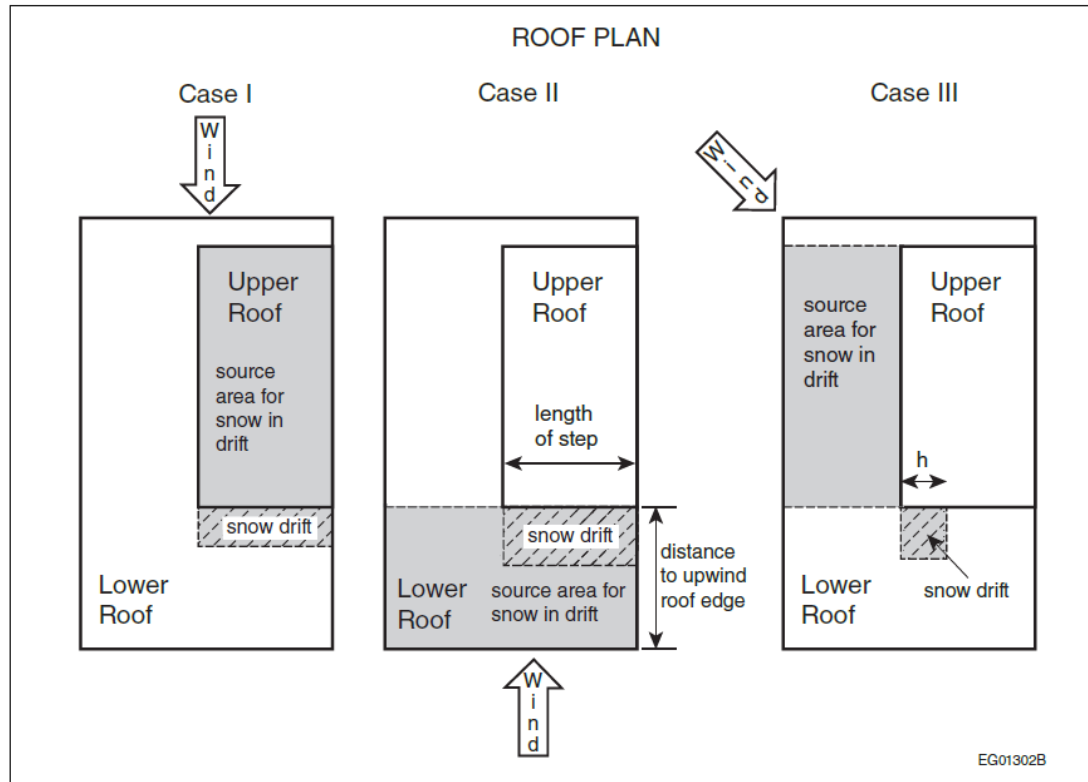 ROOF PLAN
Case I
Wind
Upper
Roof
source
area for
snow in
drift
snow drift
Lower
Roof
Case II
Upper
Roof
length
of step
snow drift
Lower
Roof
source area for
snow in drift
distance
to upwind
roof edge
Wind
Case III
Wind
source
area for
snow in
drift
Upper
Roof
h
Lower
Roof
snow drift
EG01302B